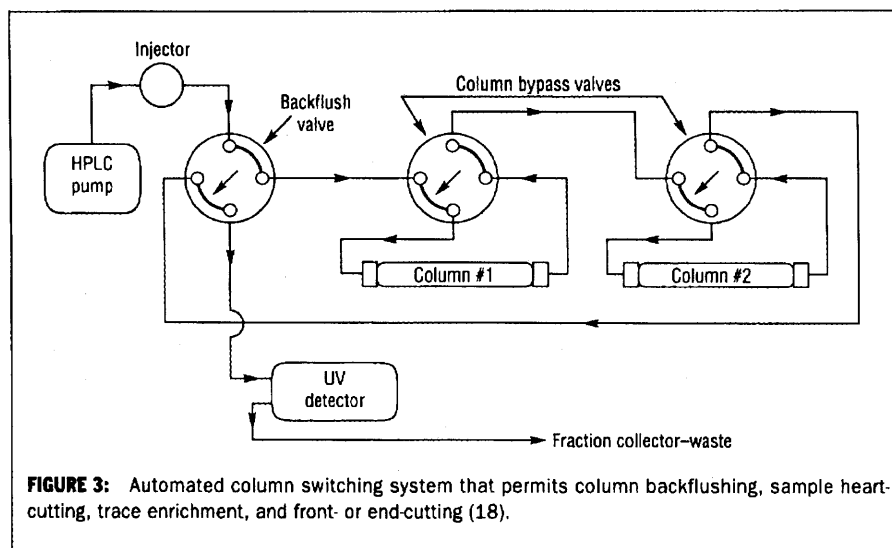 Injector
Backflush
valve
Column bypass valves
HPLC
pump
Column #1
Column #2
UV
detector
Fraction collector–waste
FIGURE 3: Automated column switching system that permits column backflushing, sample heart-
cutting, trace enrichment, and front- or end-cutting (18).